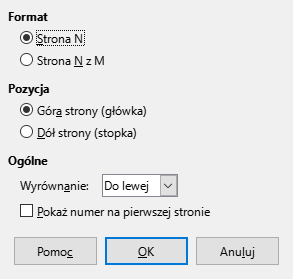 Format
Strona N
Strona N z M
Pozycja
Góra strony (główka)
Dół strony (stopka)
Ogólne
Wyrównanie: Do lewej
Pokaż numer na pierwszej stronie
Pomoc OK Anuluj